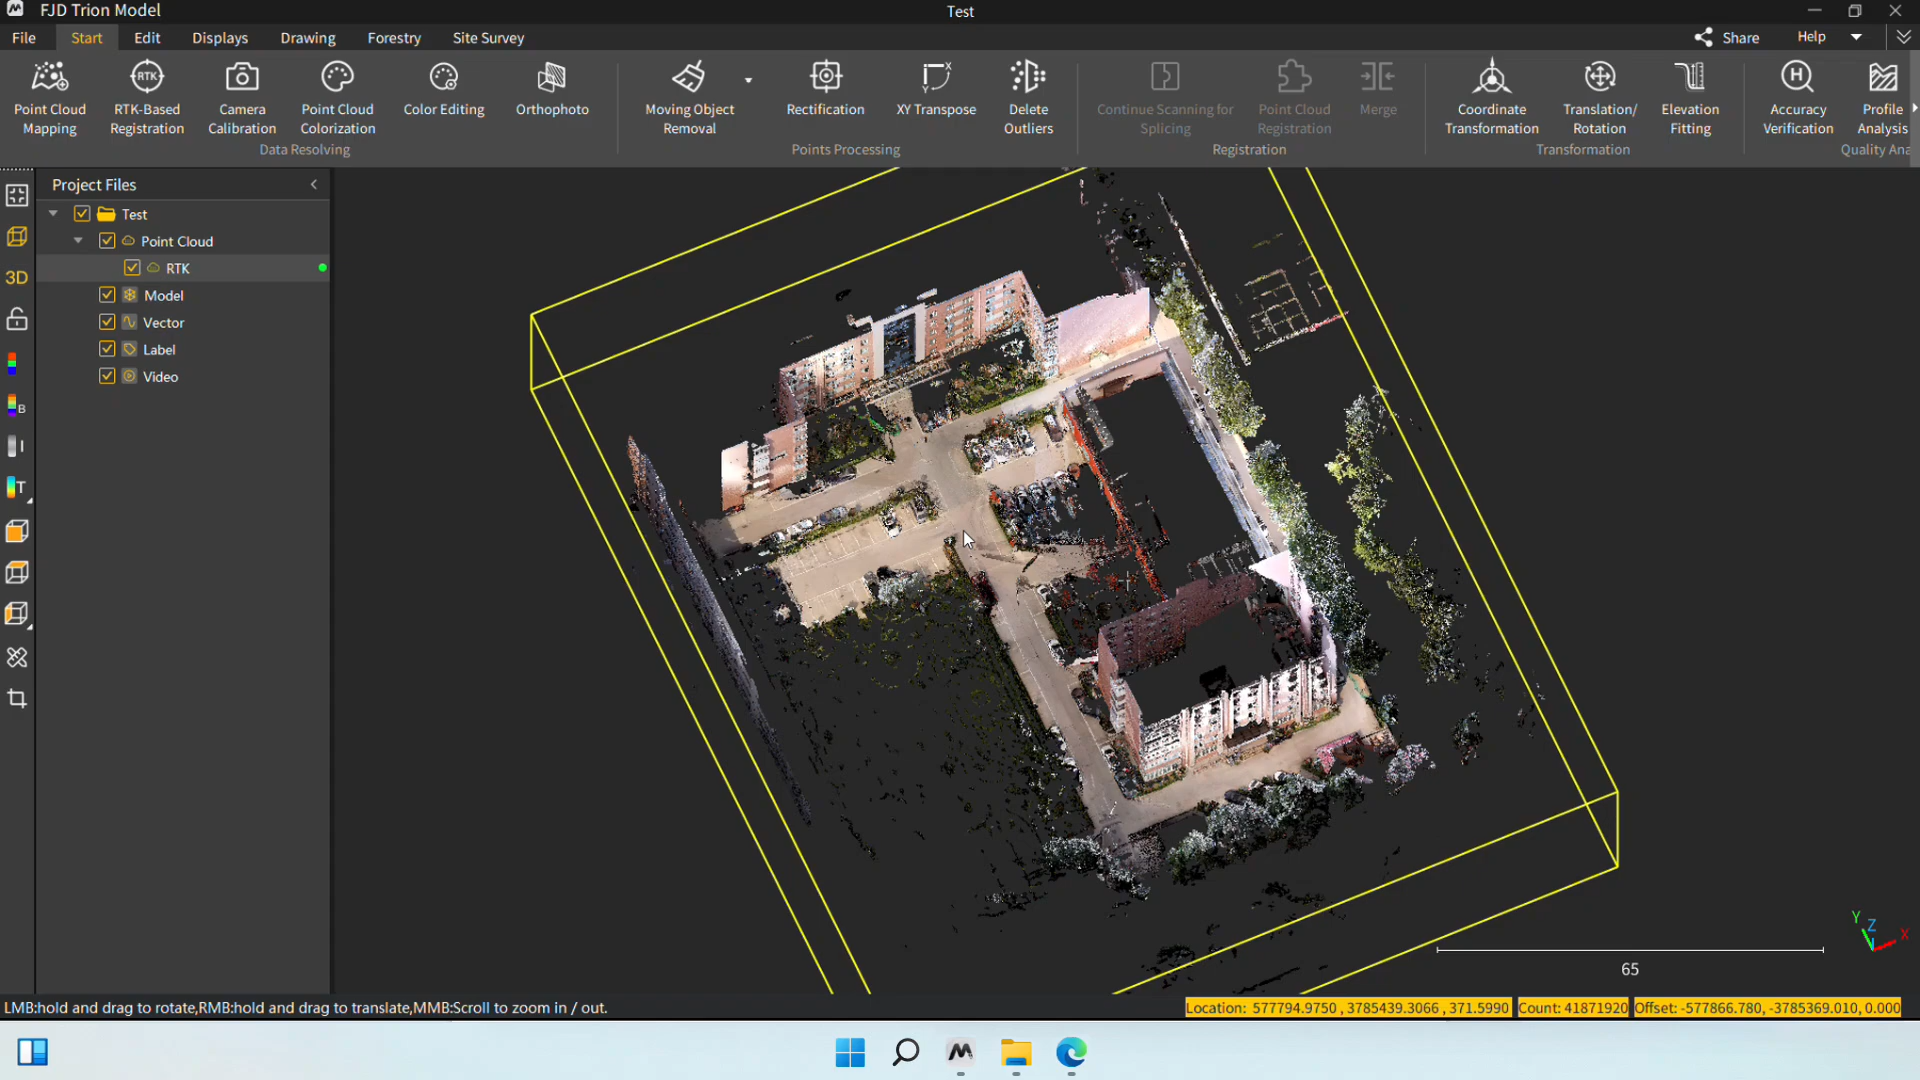 FJD Trion Model
Test
File Start Edit Displays Drawing Forestry Site Survey Share Help
Point Cloud Mapping
RTK-Based Registration
Camera Calibration
Point Cloud Colorization
Color Editing
Orthophoto
Data Resolving
Moving Object Removal
Rectification
XY Transpose
Delete Outliers
Points Processing
Continue Scanning for Splicing
Point Cloud Registration
Merge
Registration
Coordinate Transformation
Translation/ Rotation
Elevation Fitting
Transformation
Accuracy Verification
Profile Analysis
Quality Ana
RTK
H
X
Y
Project Files
Test
Point Cloud
RTK
Model
Vector
Label
Video
3D
B
I
T
Y
Z
X
65
LMB:hold and drag to rotate,RMB:hold and drag to translate,MMB:Scroll to zoom in / out.
Location: 577794.9750 , 3785439.3066 , 371.5990 Count: 41871920 Offset: -577866.780, -3785369.010, 0.000